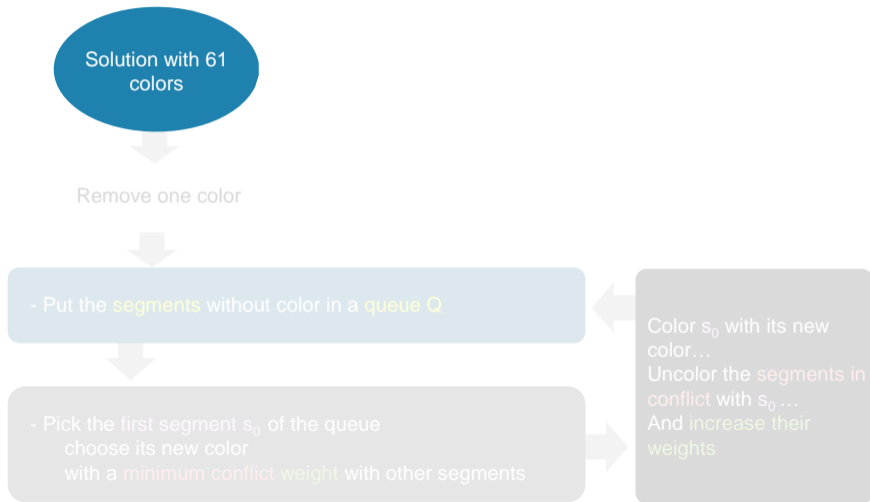 Solution with 61
colors
Remove one color
- Put the segments without color in a queue Q
- Pick the first segment s₀ of the queue
choose its new color
with a minimum conflict weight with other segments
Color s₀ with its new
color…
Uncolor the segments in
conflict with s₀ …
And increase their
weights